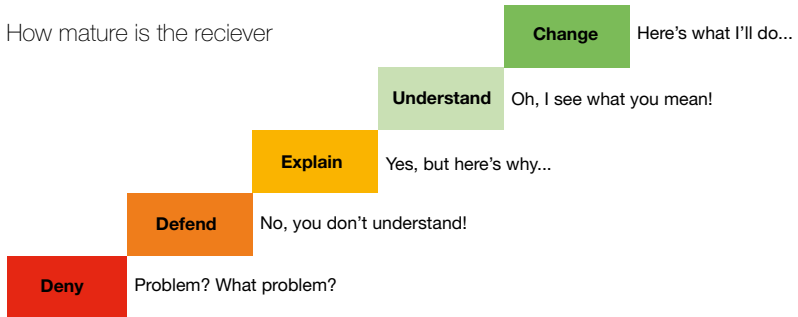 How mature is the reciever
Change Here’s what I’ll do...
Understand Oh, I see what you mean!
Explain Yes, but here’s why...
Defend No, you don’t understand!
Deny Problem? What problem?